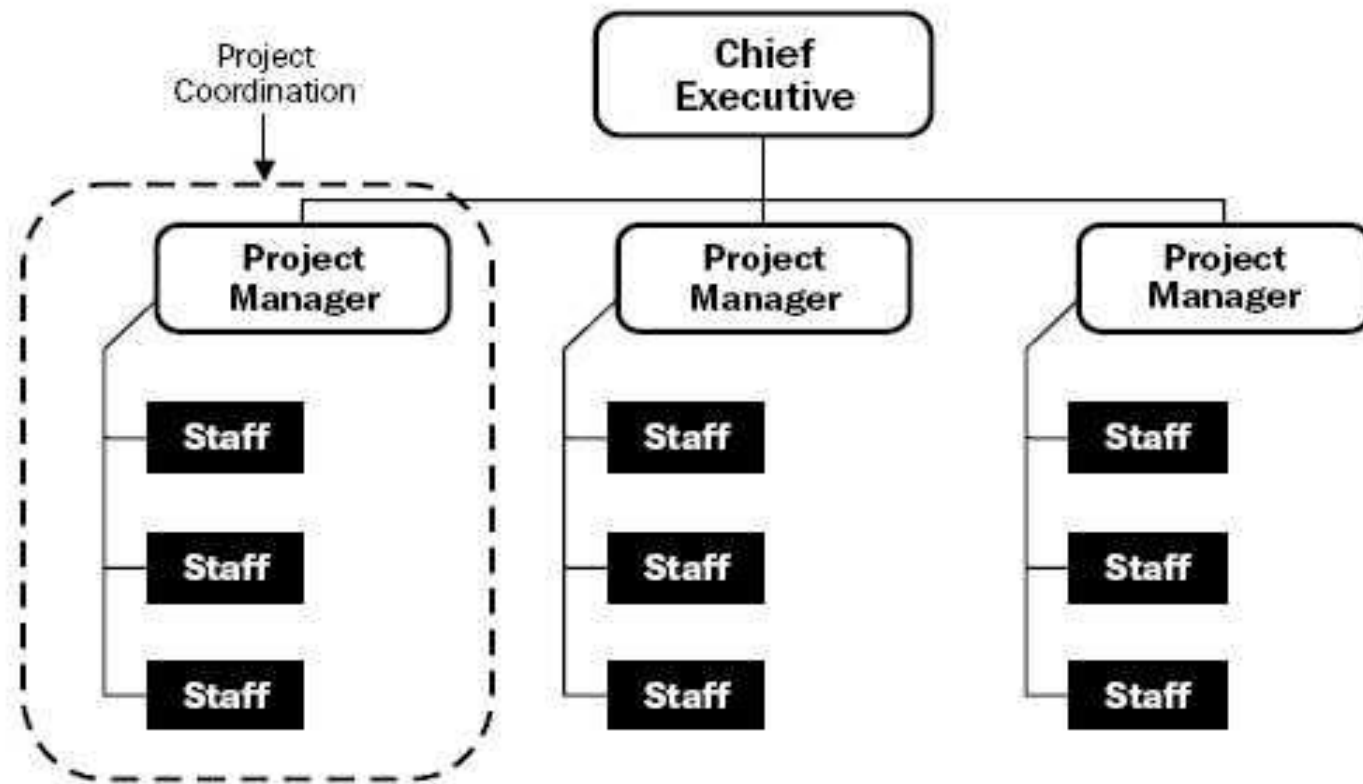 Project
Coordination
Chief
Executive
Project
Manager
Project
Manager
Project
Manager
Staff
Staff
Staff
Staff
Staff
Staff
Staff
Staff
Staff